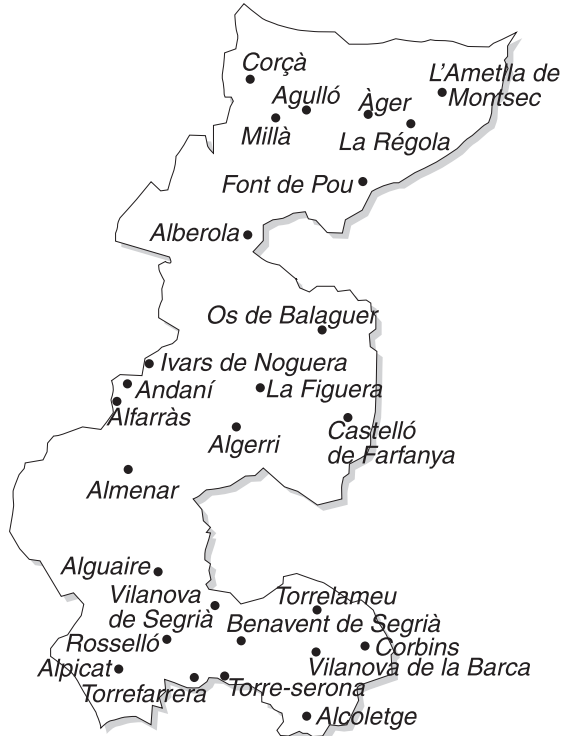 Corçà
L'Ametlla de
Montsec
Agulló
Àger
Millà
La Régola
Font de Pou
Alberola
Os de Balaguer
Ivars de Noguera
Andaní
La Figuera
Alfarràs
Algerri
Castelló
de Farfanya
Almenar
Alguaire
Vilanova
de Segrià
Torrelameu
Benavent de Segrià
Rosselló
Corbins
Alpicat
Vilanova de la Barca
Torrefarrera
Torre-serona
Alcoletge